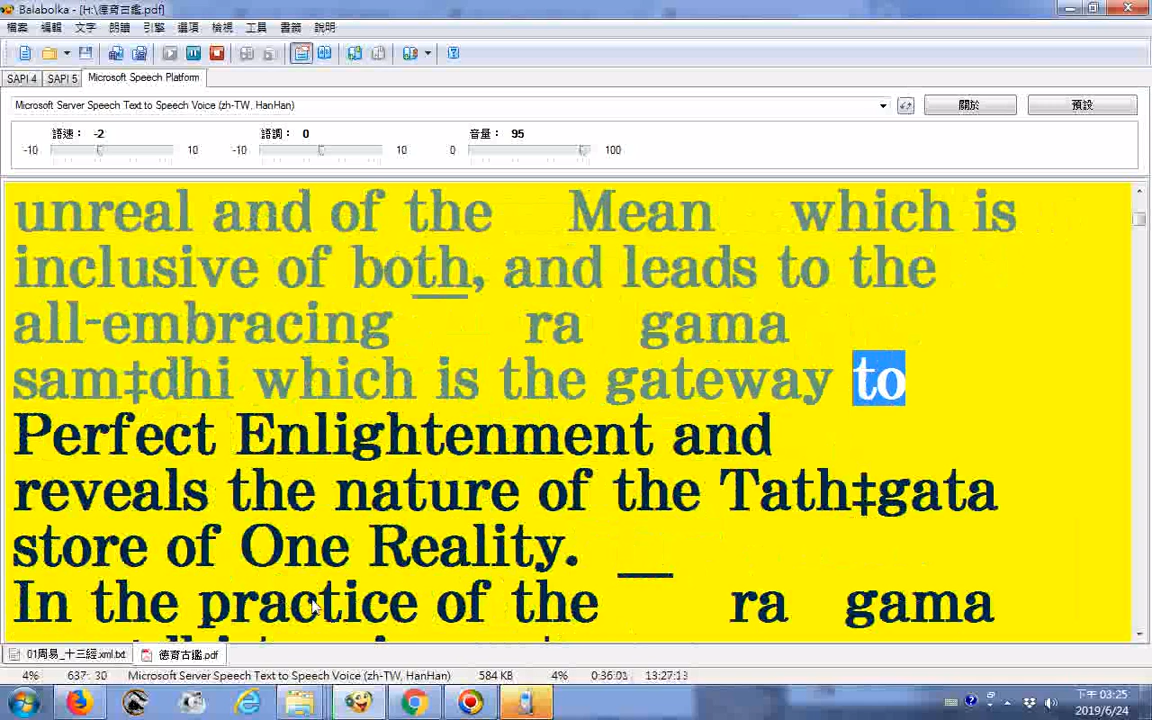 Balabolka - [H:\德育古鑑.pdf]
檔案 編輯 文字 朗讀 引擎 選項 檢視 工具 書籤 說明
SAPI 4 SAPI 5 Microsoft Speech Platform
Microsoft Server Speech Text to Speech Voice (zh-TW, HanHan) 關於 預設
語速： -2 語調： 0 音量： 95
-10 10 -10 10 0 100
unreal and of the Mean which is
inclusive of both, and leads to the
all-embracing ra gama
sam‡dhi which is the gateway to
Perfect Enlightenment and
reveals the nature of the Tath‡gata
store of One Reality. __
In the practice of the ra gama
01周易_十三經.xml.txt 德育古鑑.pdf
4% 637: 30 Microsoft Server Speech Text to Speech Voice (zh-TW, HanHan) 584 KB 4% 0:36:01 13:27:13
下午 03:25
2019/6/24